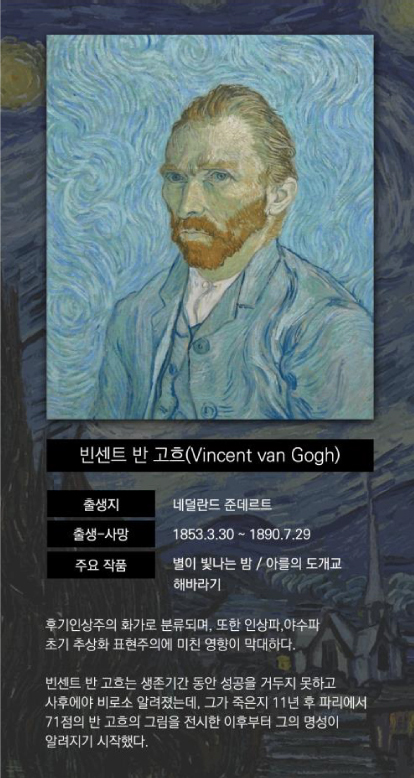 빈센트 반 고흐(Vincent van Gogh)
출생지 네덜란드 준데르트
출생-사망 1853.3.30 ~ 1890.7.29
주요 작품 별이 빛나는 밤 / 아를의 도개교
해바라기
후기인상주의 화가로 분류되며, 또한 인상파,야수파
초기 추상화 표현주의에 미친 영향이 막대하다.
빈센트 반 고흐는 생존기간 동안 성공을 거두지 못하고
사후에야 비로소 알려졌는데, 그가 죽은지 11년 후 파리에서
71점의 반 고흐의 그림을 전시한 이후부터 그의 명성이
알려지기 시작했다.